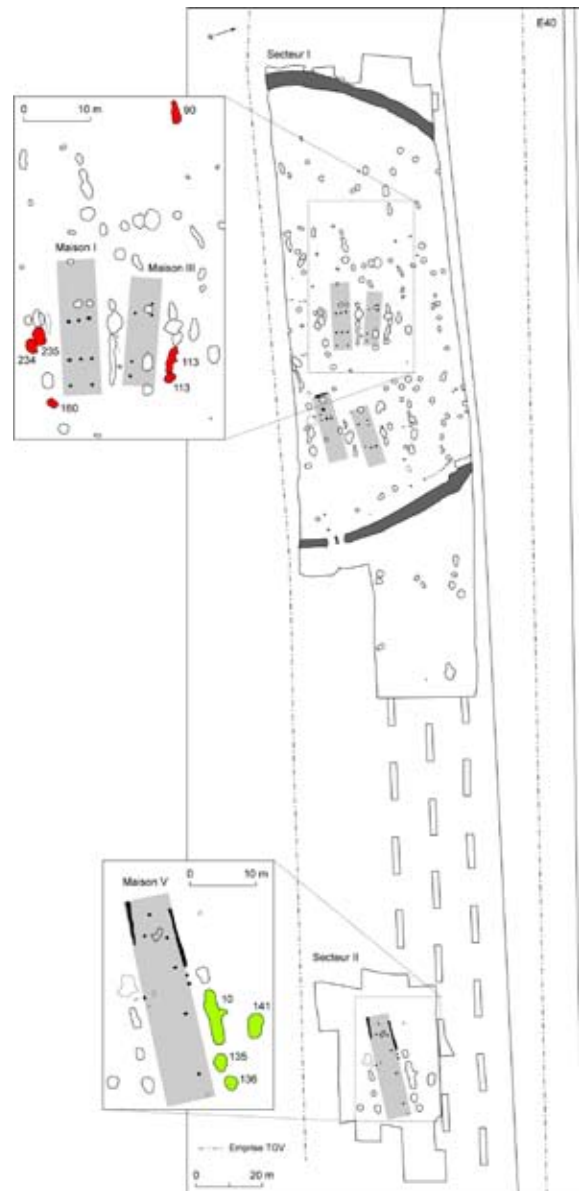 E40
N
Secteur I
0 10 m
90
Maison I
Maison III
234
235
113
113
160
Maison V
0 10 m
10
141
135
136
Secteur II
Emprise TGV
0 20 m